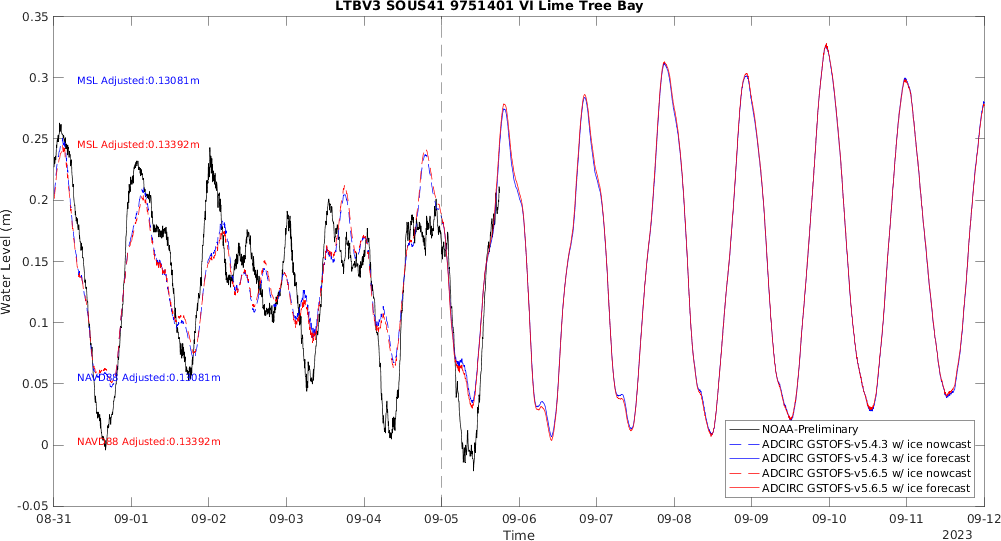 LTBV3 SOUS41 9751401 VI Lime Tree Bay
0.35
0.3
0.25
0.2
0.15
0.1
0.05
0
-0.05
Water Level (m)
MSL Adjusted:0.13081m
MSL Adjusted:0.13392m
NAVD88 Adjusted:0.13081m
NAVD88 Adjusted:0.13392m
NOAA-Preliminary
ADCIRC GSTOFS-v5.4.3 w/ ice nowcast
ADCIRC GSTOFS-v5.4.3 w/ ice forecast
ADCIRC GSTOFS-v5.6.5 w/ ice nowcast
ADCIRC GSTOFS-v5.6.5 w/ ice forecast
08-31 09-01 09-02 09-03 09-04 09-05 09-06 09-07 09-08 09-09 09-10 09-11 09-12
Time
2023